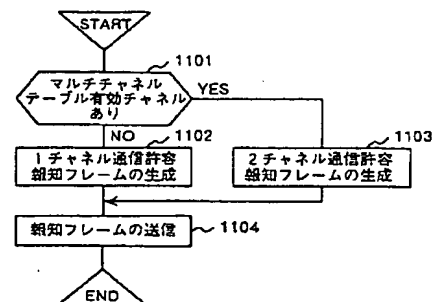 START
1101
マルチチャネル
テーブル有効チャネル
あり
YES
NO
1102
1チャネル通信許容
報知フレームの生成
1103
2チャネル通信許容
報知フレームの生成
報知フレームの送信
1104
END